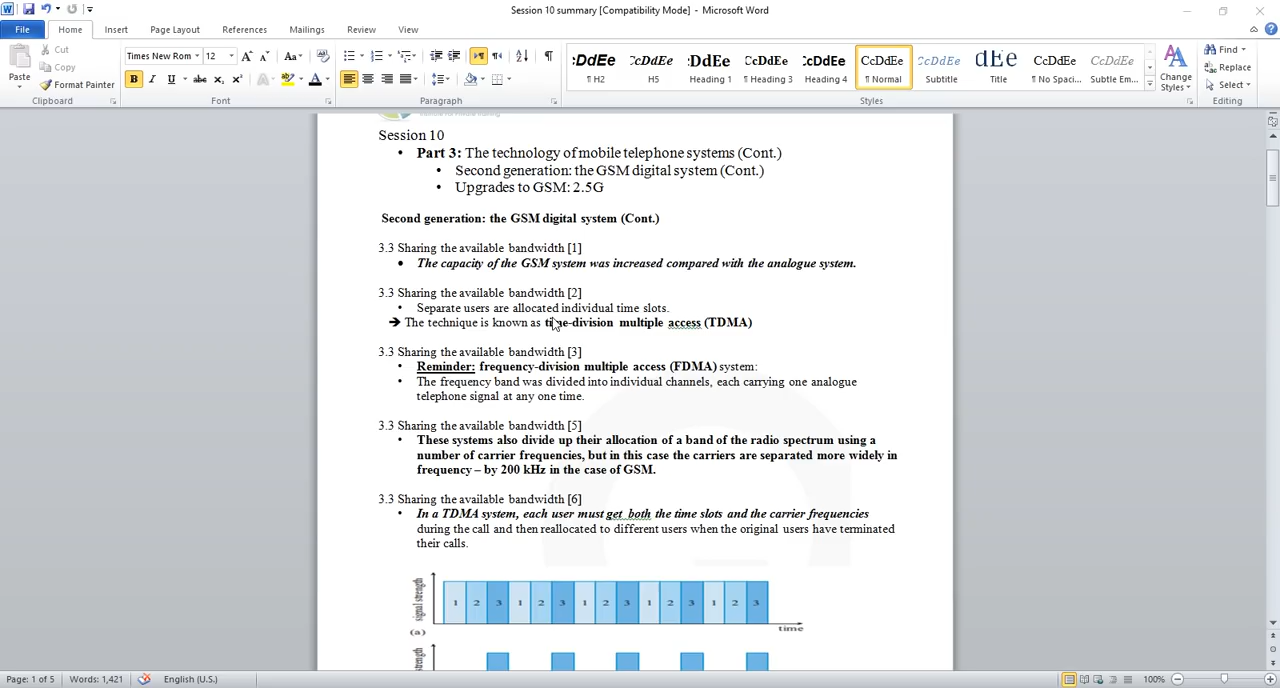 Session 10 summary [Compatibility Mode] - Microsoft Word
File Home Insert Page Layout References Mailings Review View
Paste
Cut
Copy
Format Painter
Clipboard
Times New Rom 12
Font
Paragraph
DdEe CcDdEe DdEe CcDdEe CcDdEe CcDdEe CcDdEe dEe CcDdEe CcDdEe
¶ H2 H5 Heading 1 ¶ Heading 3 Heading 4 ¶ Normal Subtitle Title ¶ No Spaci... Subtle Em...
Styles
Change Styles
Find
Replace
Select
Editing
Session 10
• Part 3: The technology of mobile telephone systems (Cont.)
• Second generation: the GSM digital system (Cont.)
• Upgrades to GSM: 2.5G
Second generation: the GSM digital system (Cont.)
3.3 Sharing the available bandwidth [1]
• The capacity of the GSM system was increased compared with the analogue system.
3.3 Sharing the available bandwidth [2]
• Separate users are allocated individual time slots.
➔ The technique is known as time-division multiple access (TDMA)
3.3 Sharing the available bandwidth [3]
• Reminder: frequency-division multiple access (FDMA) system:
• The frequency band was divided into individual channels, each carrying one analogue
telephone signal at any one time.
3.3 Sharing the available bandwidth [5]
• These systems also divide up their allocation of a band of the radio spectrum using a
number of carrier frequencies, but in this case the carriers are separated more widely in
frequency – by 200 kHz in the case of GSM.
3.3 Sharing the available bandwidth [6]
• In a TDMA system, each user must get both the time slots and the carrier frequencies
during the call and then reallocated to different users when the original users have terminated
their calls.
signal strength
1 2 3 1 2 3 1 2 3 1 2 3 1 2 3
(a) time
Page: 1 of 5 Words: 1,421 English (U.S.) 100%